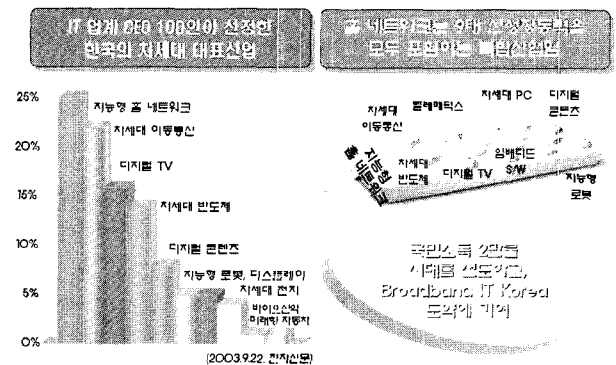 IT 업계 CEO 100인이 선정한
한국의 차세대 대표산업
홈 네트워크는 9대 신성장동력을
모두 포함하는 복합산업임
25%
20%
15%
10%
5%
0%
지능형 홈 네트워크
차세대 이동통신
디지털 TV
차세대 반도체
디지털 콘텐츠
지능형 로봇, 디스플레이
차세대 전지
바이오신약
미래형 자동차
(2003.9.22. 전자신문)
차세대
이동통신
텔레매틱스
차세대 PC
디지털
콘텐츠
지능형
홈 네트워크
차세대
반도체
디지털 TV
임베디드
S/W
지능형
로봇
국민소득 2만불
시대를 선도하고,
Broadband IT Korea
도약에 기여